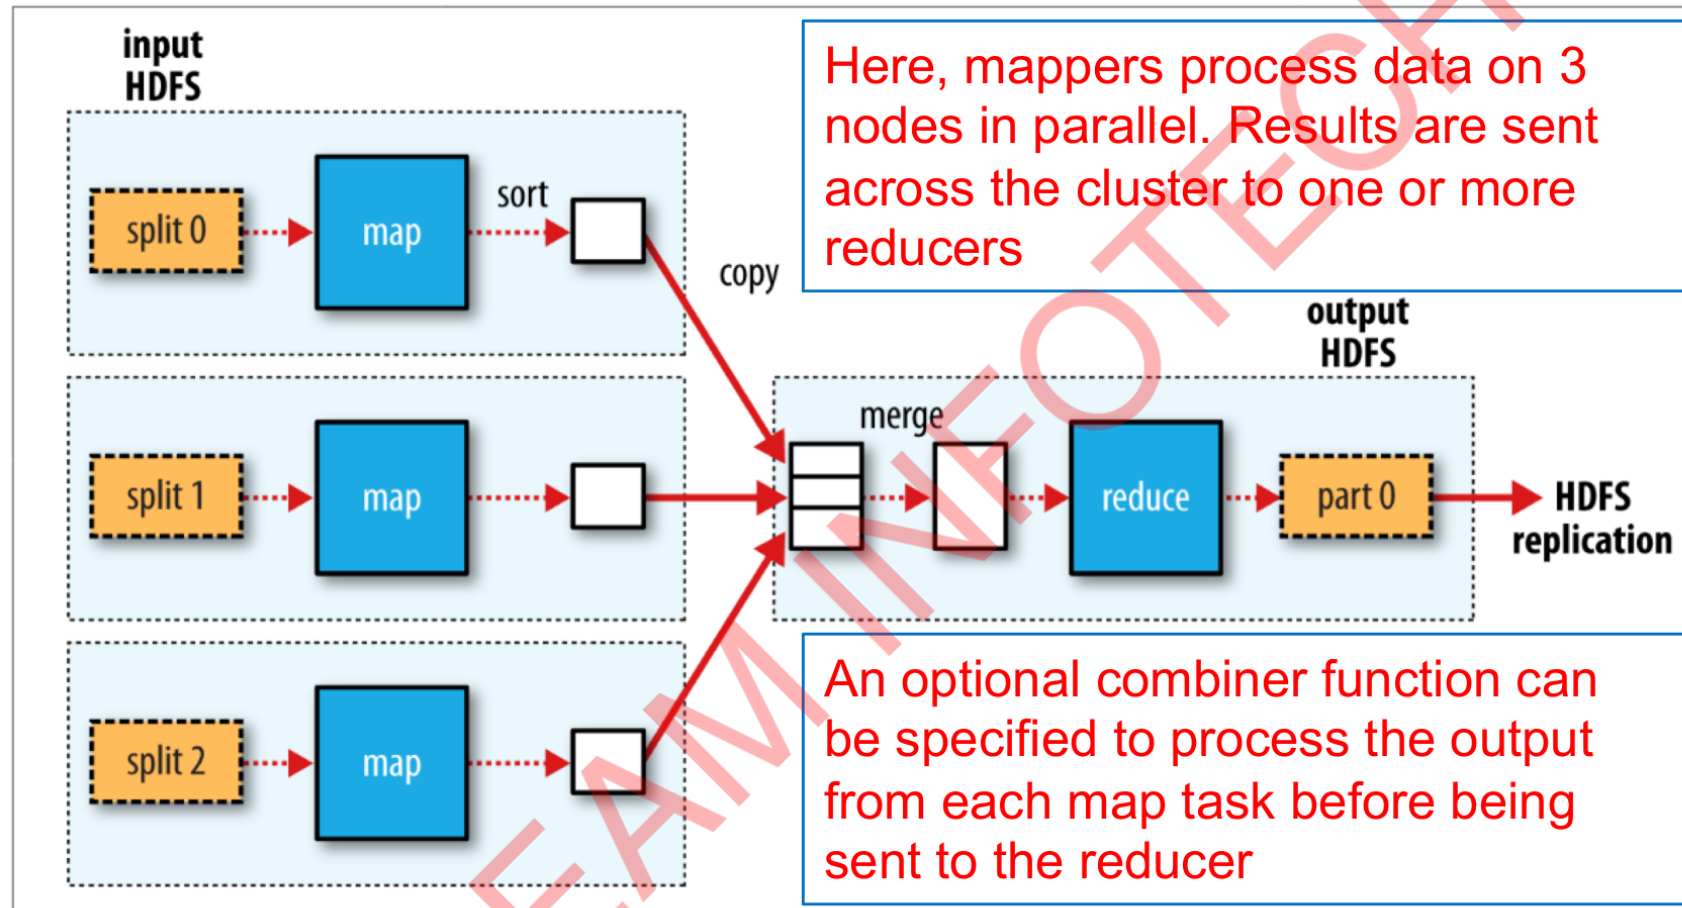 input
HDFS
Here, mappers process data on 3
nodes in parallel. Results are sent
across the cluster to one or more
reducers
split 0
map
sort
copy
output
HDFS
merge
split 1
map
reduce
part 0
HDFS
replication
split 2
map
An optional combiner function can
be specified to process the output
from each map task before being
sent to the reducer
EAM INFOTECH